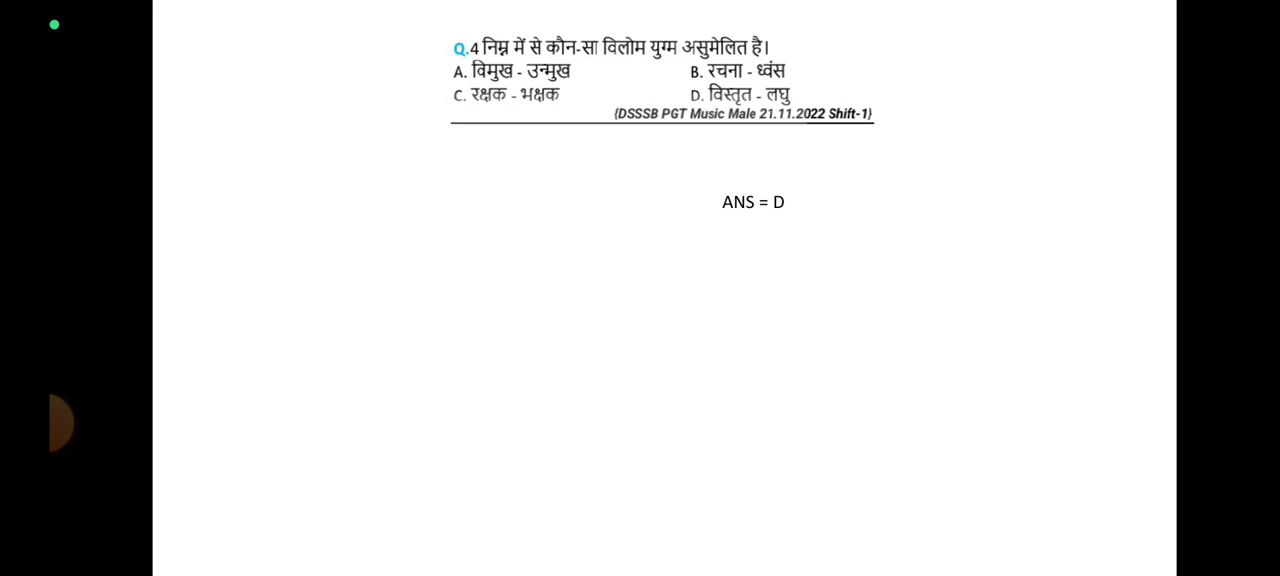 Q.4 निम्न में से कौन-सा विलोम युग्म असुमेलित है।
A. विमुख - उन्मुख B. रचना - ध्वंस
C. रक्षक - भक्षक D. विस्तृत - लघु
{DSSSB PGT Music Male 21.11.2022 Shift-1}
ANS = D